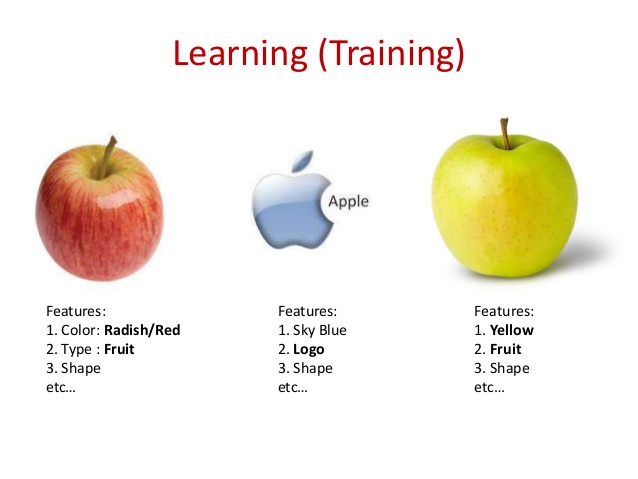 Learning (Training)
Apple
Features:
1. Color: Radish/Red
2. Type : Fruit
3. Shape
etc...
Features:
1. Sky Blue
2. Logo
3. Shape
etc...
Features:
1. Yellow
2. Fruit
3. Shape
etc...